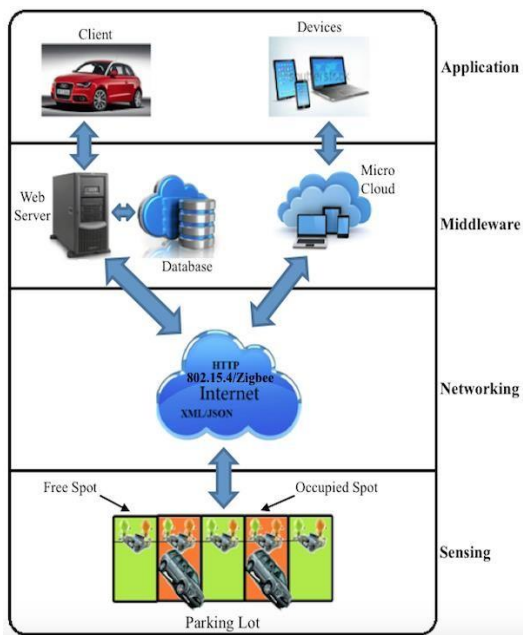 Client
Devices
Application
Web
Server
Database
Micro
Cloud
Middleware
HTTP
802.15.4/Zigbee
Internet
XML/JSON
Networking
Free Spot
Occupied Spot
Sensing
Parking Lot